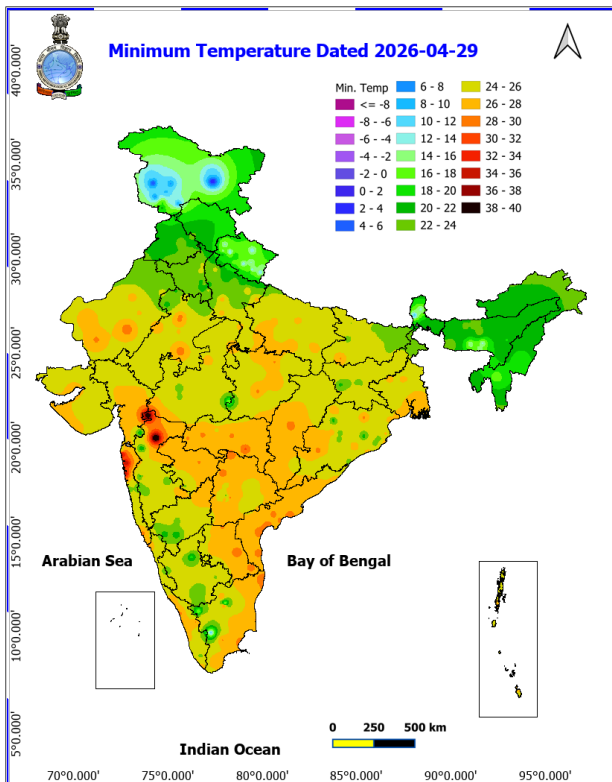 Minimum Temperature Dated 2026-04-29
Min. Temp
<= -8
-8 - -6
-6 - -4
-4 - -2
-2 - 0
0 - 2
2 - 4
4 - 6
6 - 8
8 - 10
10 - 12
12 - 14
14 - 16
16 - 18
18 - 20
20 - 22
22 - 24
24 - 26
26 - 28
28 - 30
30 - 32
32 - 34
34 - 36
36 - 38
38 - 40
40°0.000'
35°0.000'
30°0.000'
25°0.000'
20°0.000'
15°0.000'
10°0.000'
5°0.000'
Arabian Sea
Bay of Bengal
Indian Ocean
0 250 500 km
70°0.000' 75°0.000' 80°0.000' 85°0.000' 90°0.000' 95°0.000'